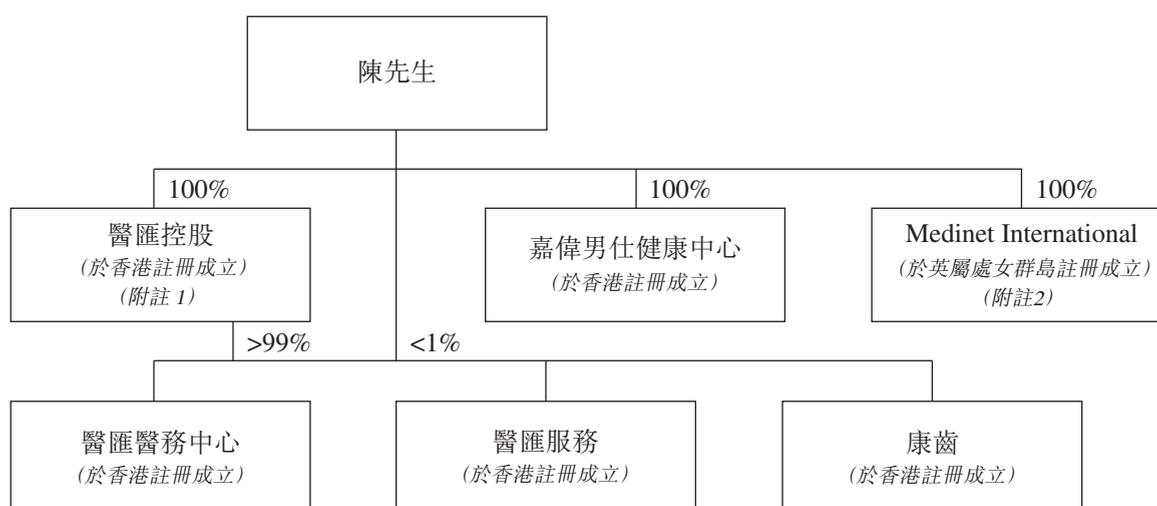 陳先生
100%
100%
100%
醫匯控股
(於香港註冊成立)
(附註 1)
嘉偉男仕健康中心
(於香港註冊成立)
Medinet International
(於英屬處女群島註冊成立)
(附註2)
>99%
<1%
醫匯醫務中心
(於香港註冊成立)
醫匯服務
(於香港註冊成立)
康齒
(於香港註冊成立)